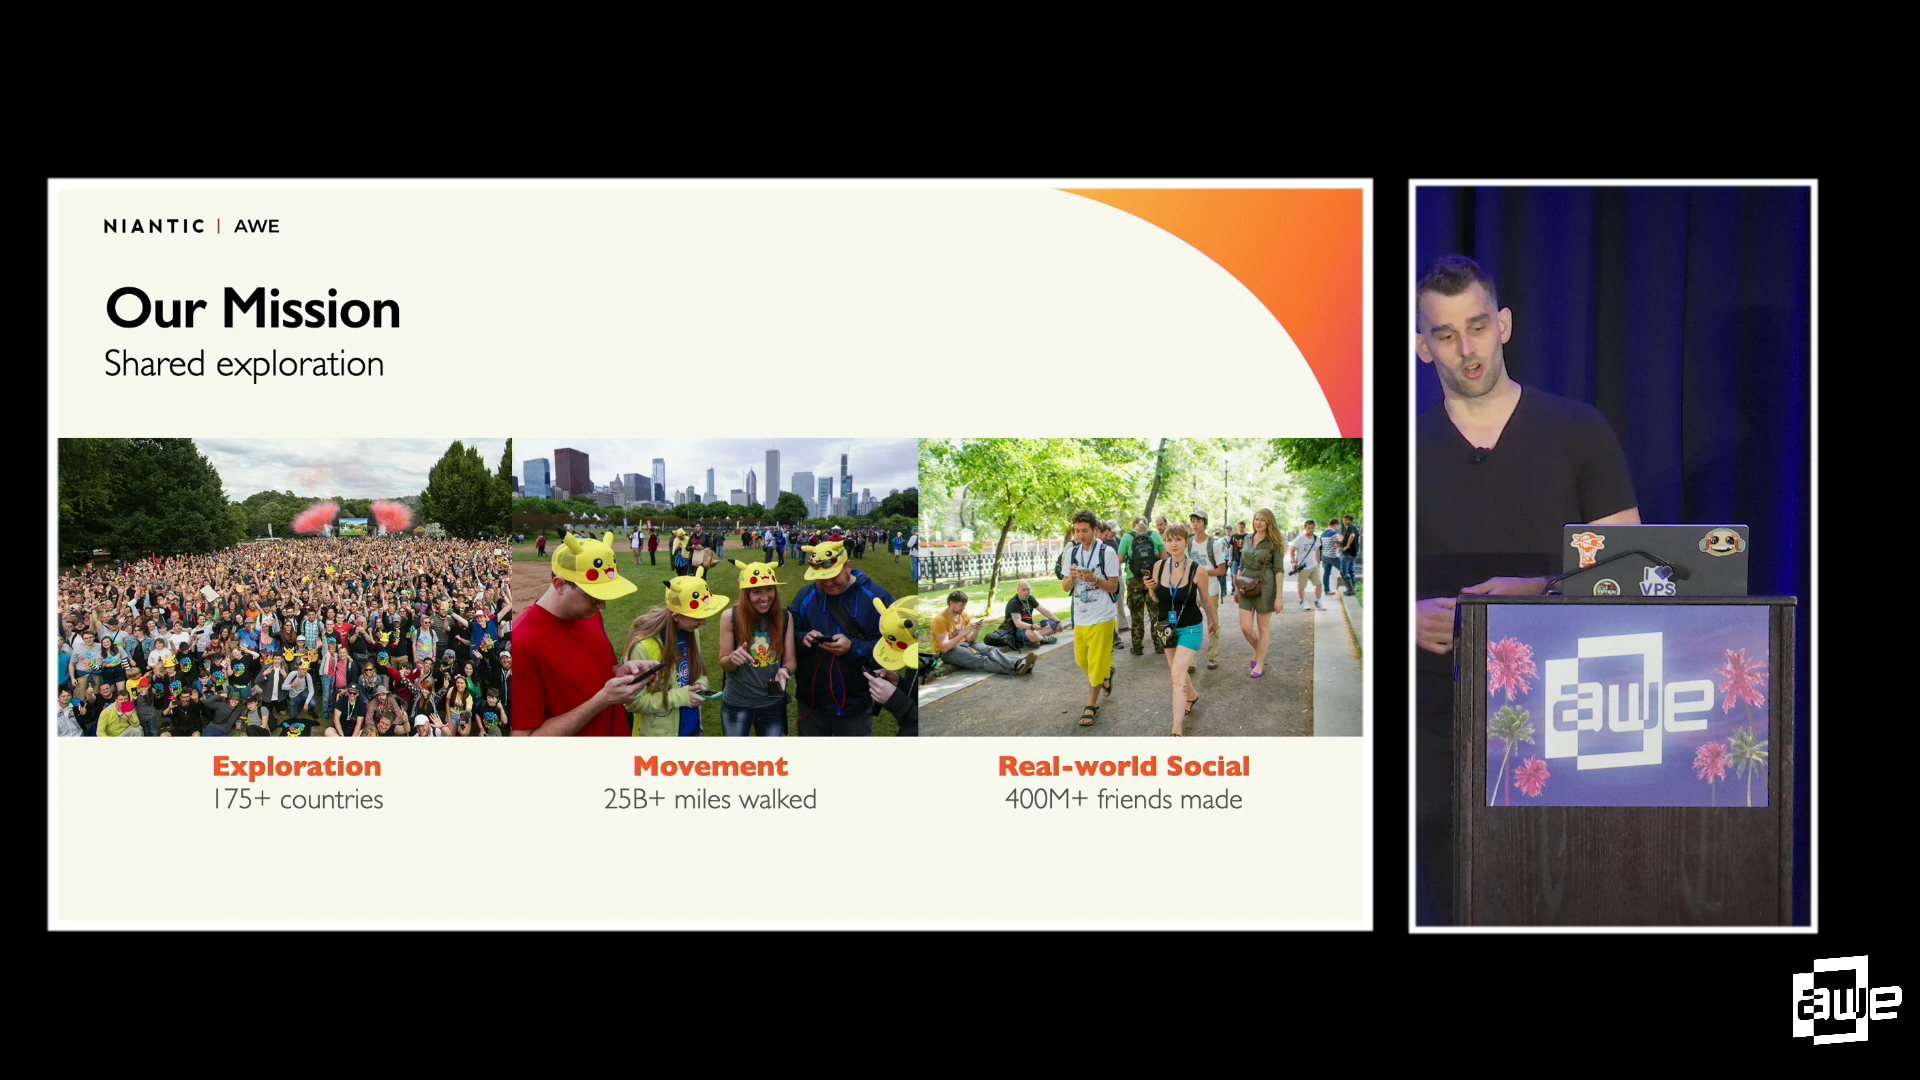 NIANTIC | AWE
Our Mission
Shared exploration
Exploration
175+ countries
Movement
25B+ miles walked
Real-world Social
400M+ friends made
I
VPS
awe
awe